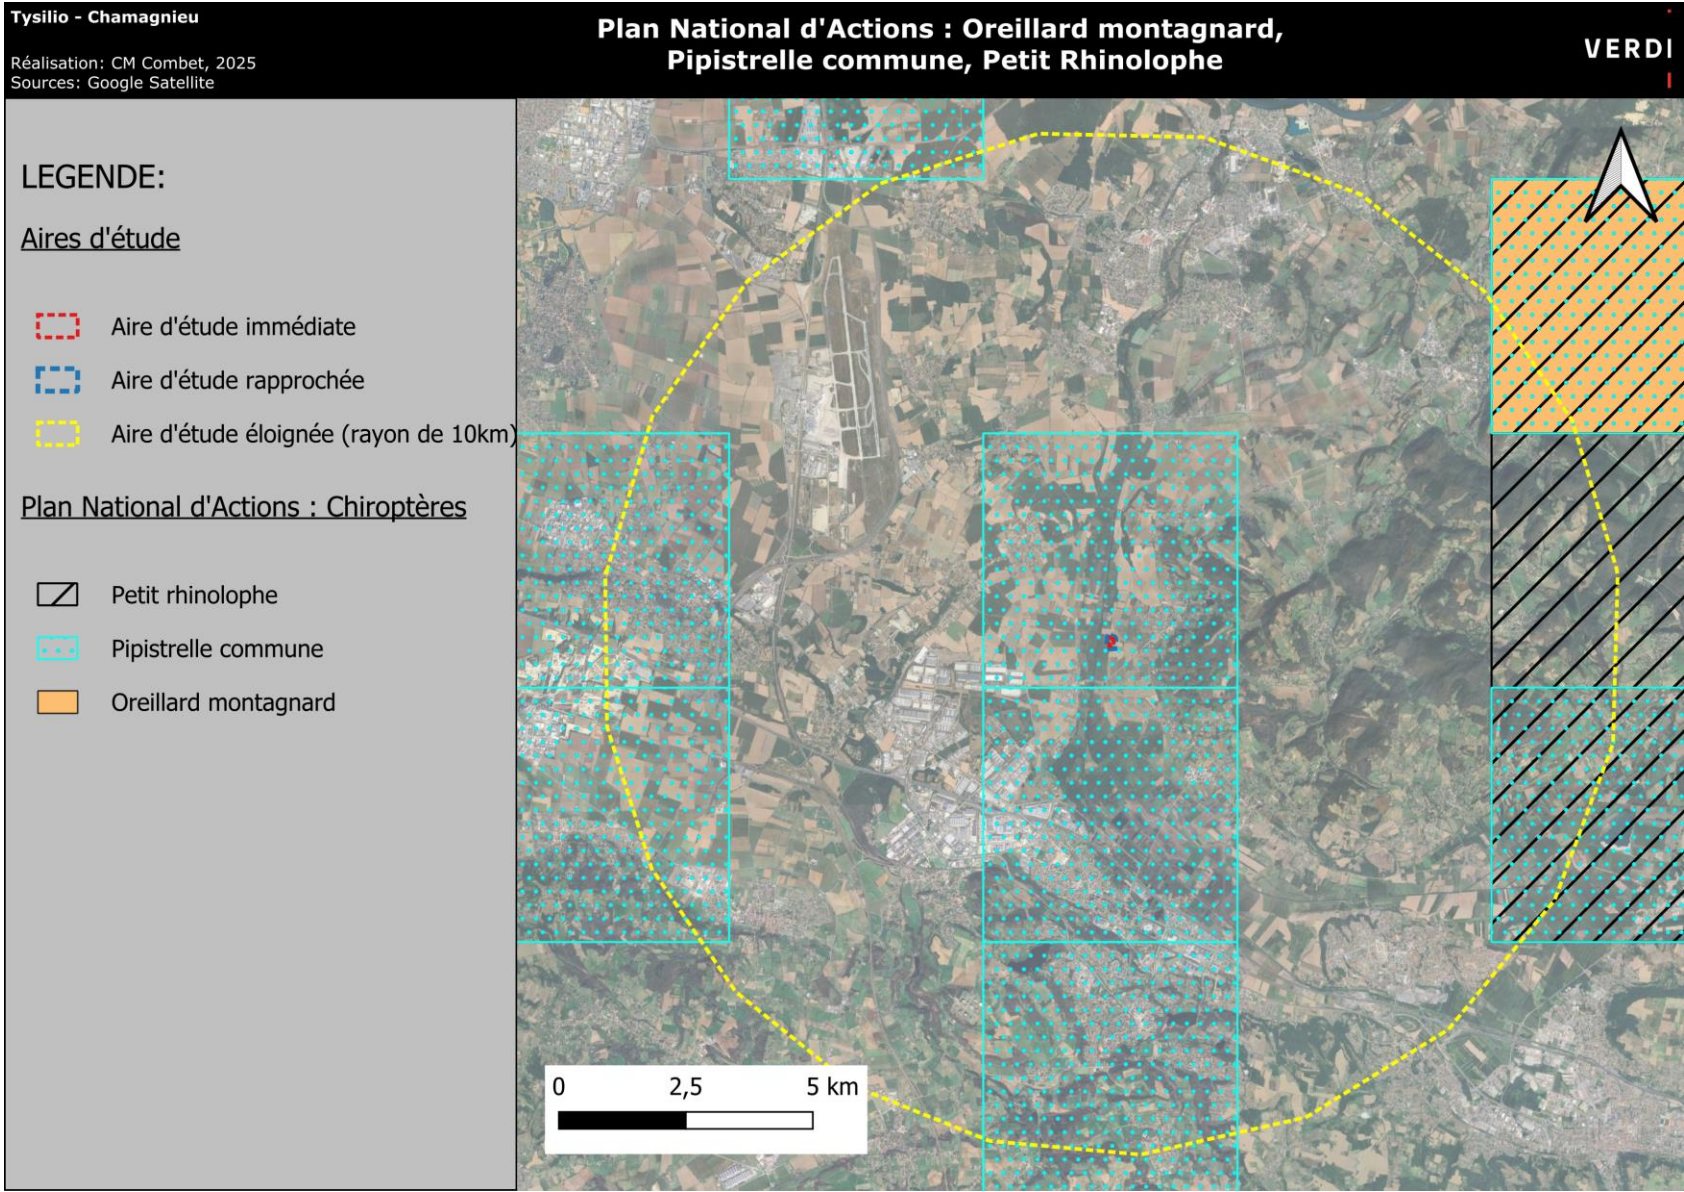 Tysilio - Chamagnieu
Réalisation: CM Combet, 2025
Sources: Google Satellite
Plan National d'Actions : Oreillard montagnard,
Pipistrelle commune, Petit Rhinolophe
VERDI
LEGENDE:
Aires d'étude
Aire d'étude immédiate
Aire d'étude rapprochée
Aire d'étude éloignée (rayon de 10km)
Plan National d'Actions : Chiroptères
Petit rhinolophe
Pipistrelle commune
Oreillard montagnard
0 2,5 5 km